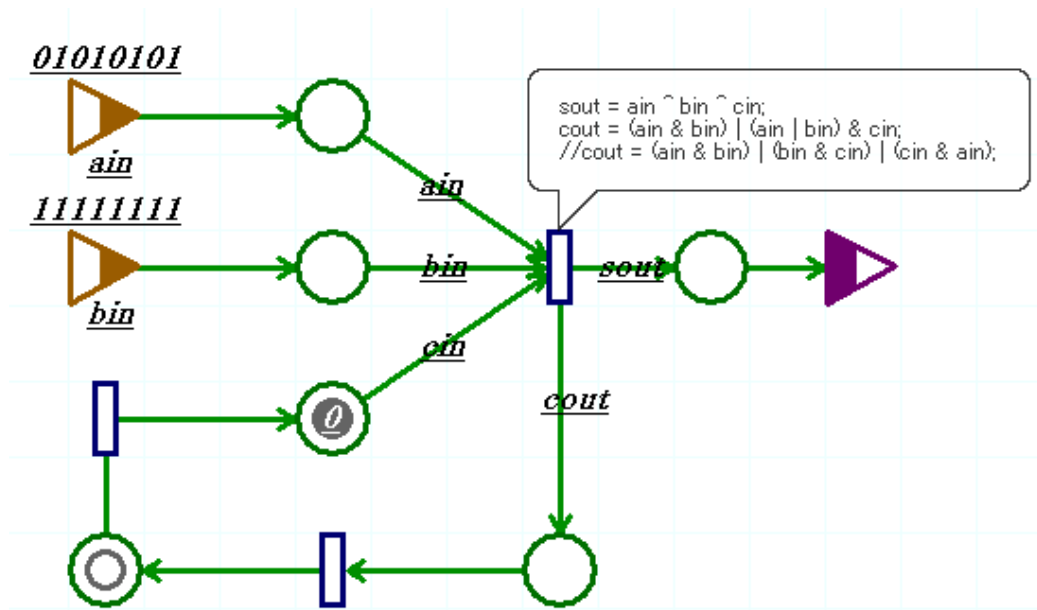 01010101
ain
11111111
bin
ain
bin
cin
0
sout = ain ^ bin ^ cin;
cout = (ain & bin) | (ain | bin) & cin;
//cout = (ain & bin) | (bin & cin) | (cin & ain);
sout
cout